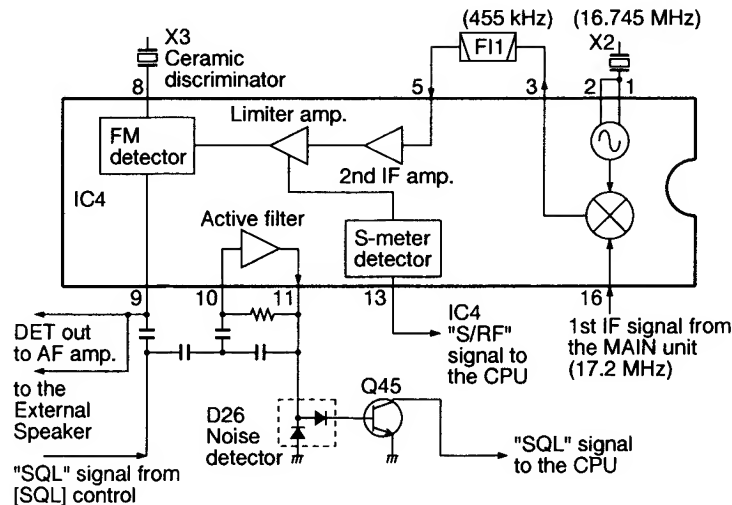 (455 kHz)
(16.745 MHz)
X3
Ceramic
discriminator
FI1
X2
8
5
3
2
1
Limiter amp.
FM
detector
2nd IF amp.
IC4
Active filter
S-meter
detector
9
10
11
13
16
DET out
to AF amp.
to the
External
Speaker
IC4
"S/RF"
signal to
the CPU
1st IF signal from
the MAIN unit
(17.2 MHz)
D26
Noise
detector
Q45
"SQL" signal from
[SQL] control
"SQL" signal
to the CPU